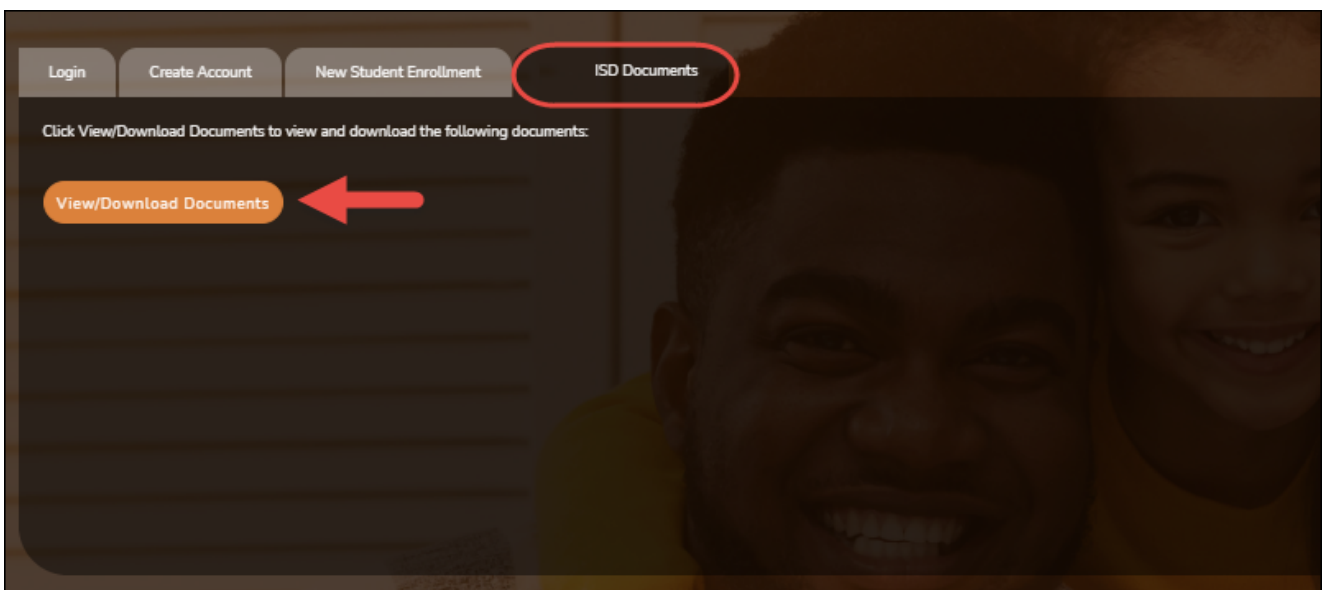 Login Create Account New Student Enrollment ISD Documents
Click View/Download Documents to view and download the following documents:
View/Download Documents